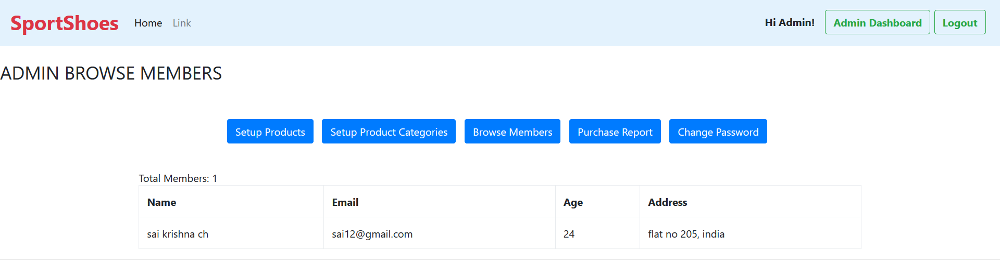 SportShoes Home Link Hi Admin! Admin Dashboard Logout
ADMIN BROWSE MEMBERS
Setup Products Setup Product Categories Browse Members Purchase Report Change Password
Total Members: 1
Name Email Age Address
sai krishna ch sai12@gmail.com 24 flat no 205, india